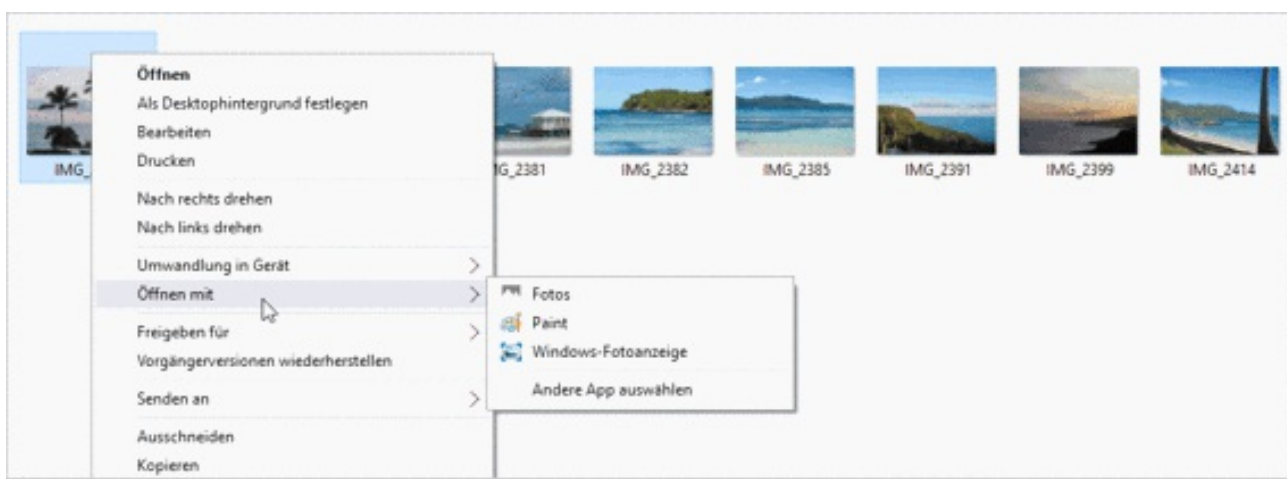 Öffnen
Als Desktophintergrund festlegen
Bearbeiten
Drucken
Nach rechts drehen
Nach links drehen
Umwandlung in Gerät
Öffnen mit
Freigeben für
Vorgängerversionen wiederherstellen
Senden an
Ausschneiden
Kopieren
Fotos
Paint
Windows-Fotoanzeige
Andere App auswählen
IMG_
MG_2381
IMG_2382
IMG_2385
IMG_2391
IMG_2399
IMG_2414